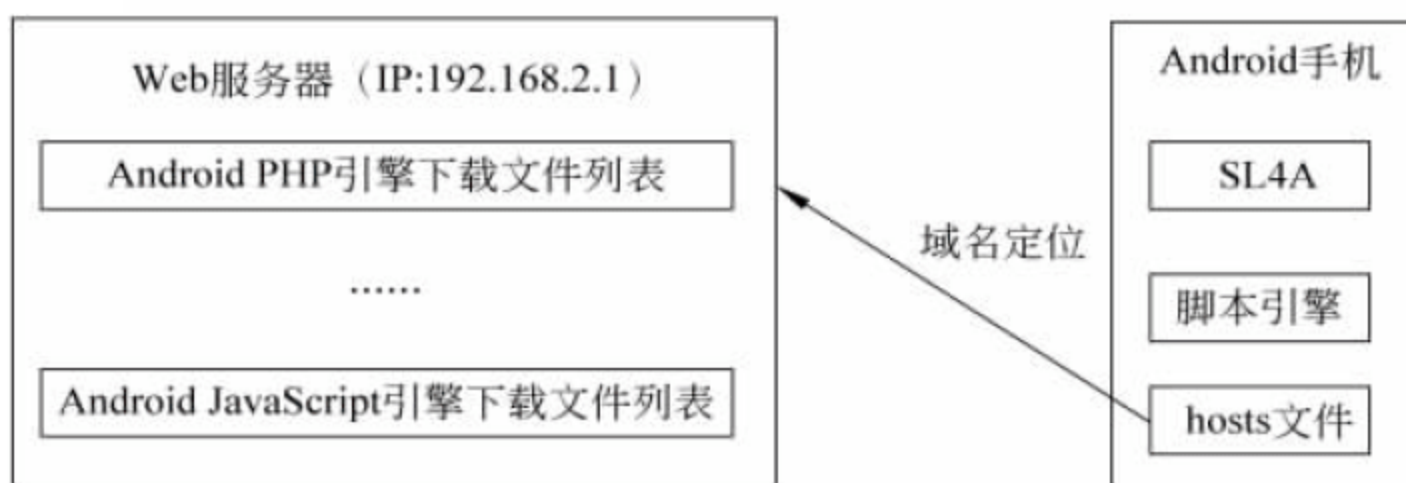 Web服务器（IP:192.168.2.1）
Android PHP引擎下载文件列表
......
Android JavaScript引擎下载文件列表
域名定位
Android手机
SL4A
脚本引擎
hosts文件